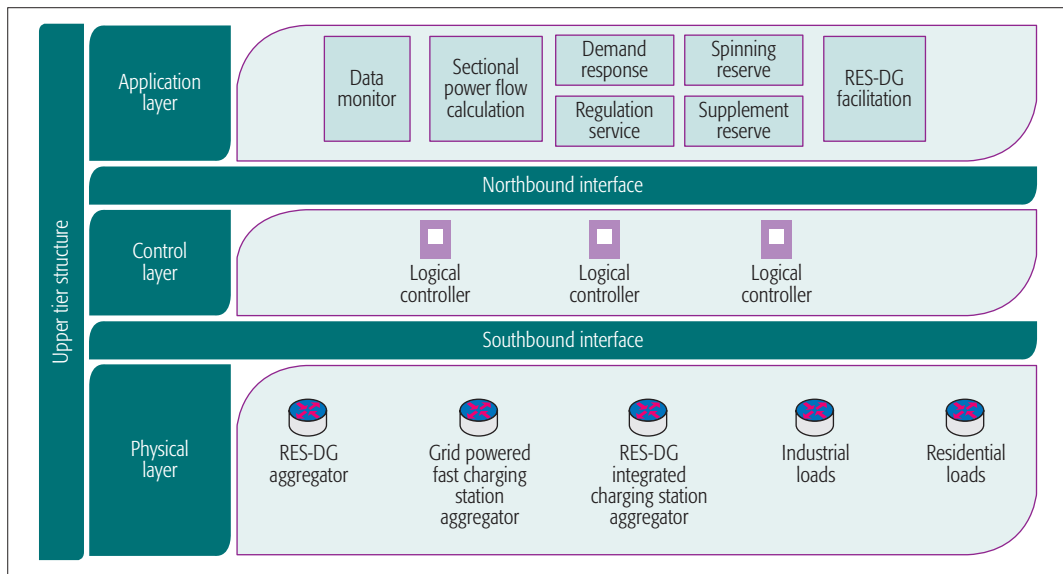 Upper tier structure
Application
layer
Data
monitor
Sectional
power flow
calculation
Demand
response
Regulation
service
Spinning
reserve
Supplement
reserve
RES-DG
facilitation
Northbound interface
Control
layer
Logical
controller
Logical
controller
Logical
controller
Southbound interface
Physical
layer
RES-DG
aggregator
Grid powered
fast charging
station
aggregator
RES-DG
integrated
charging station
aggregator
Industrial
loads
Residential
loads